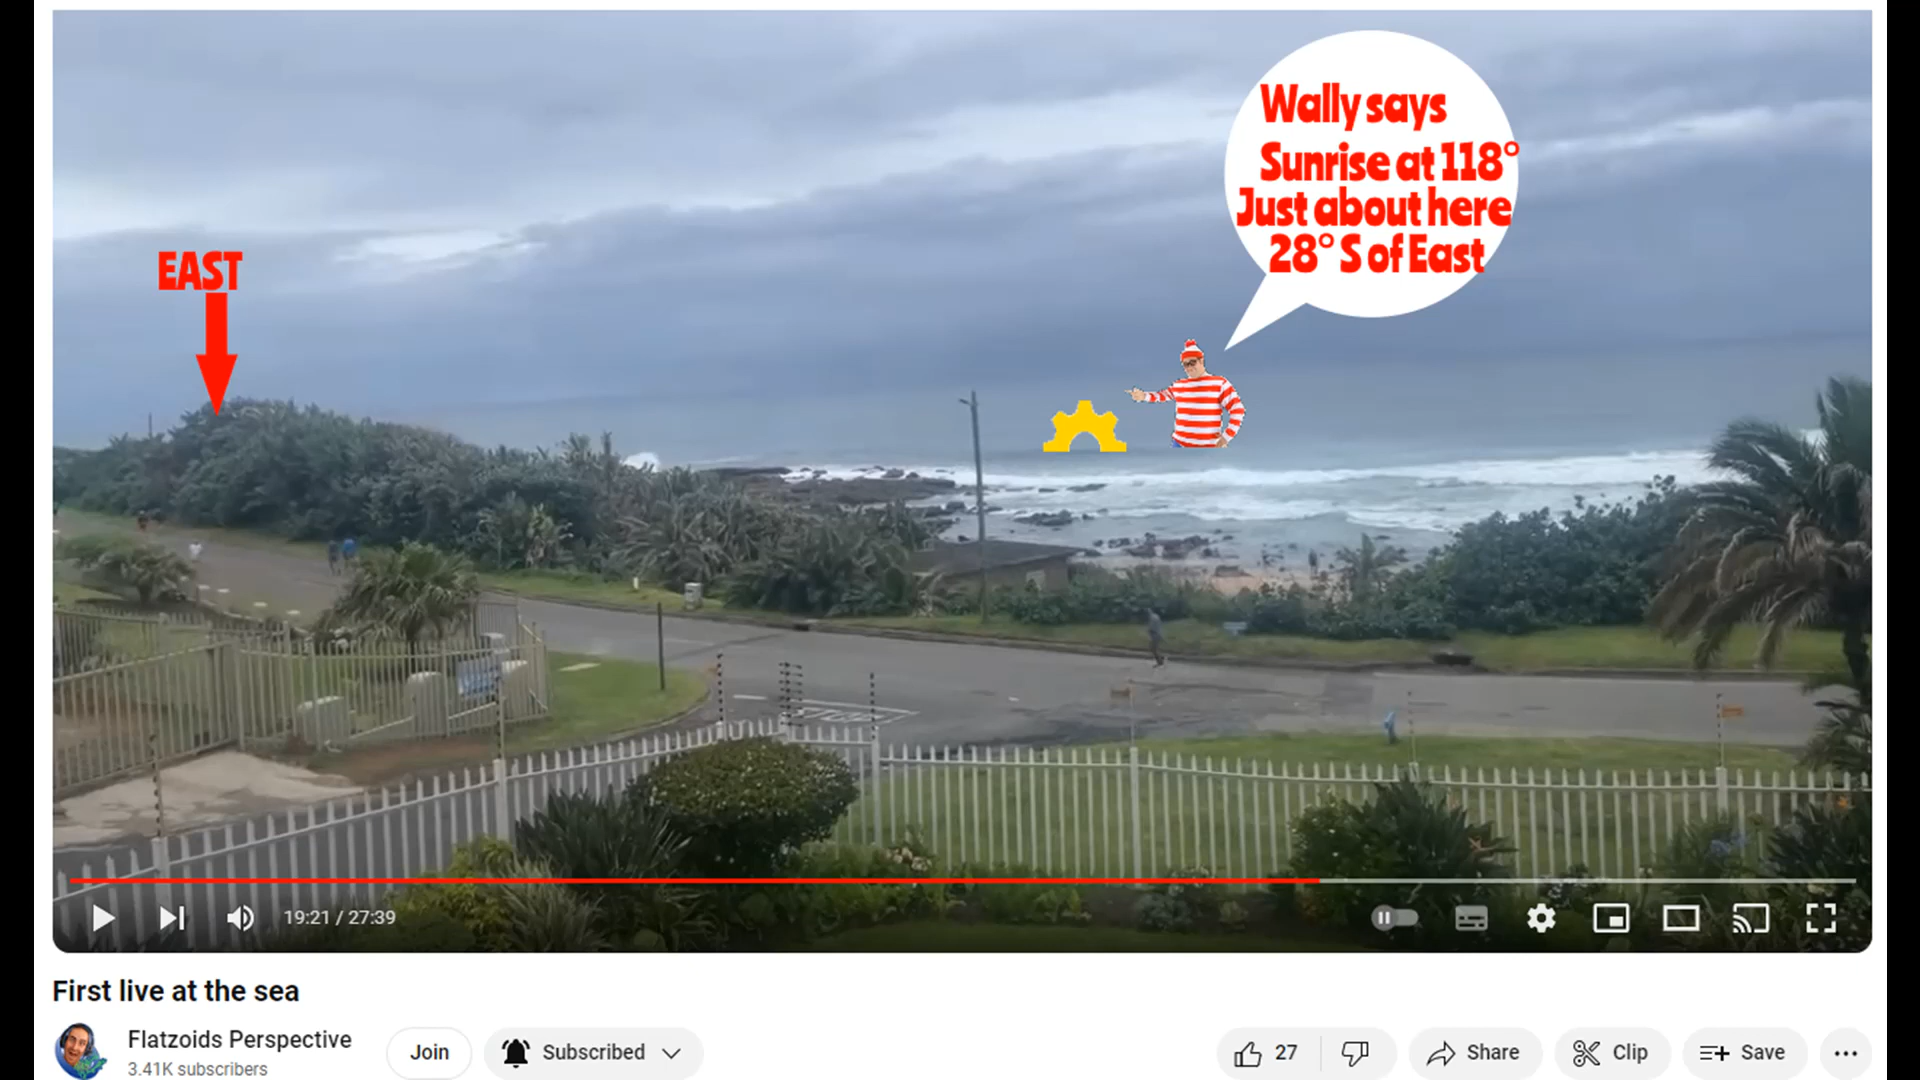 Wally says
Sunrise at 118°
Just about here
28° S of East
EAST
19:21 / 27:39
First live at the sea
Flatzoids Perspective
3.41K subscribers
Join
Subscribed
27
Share
Clip
Save